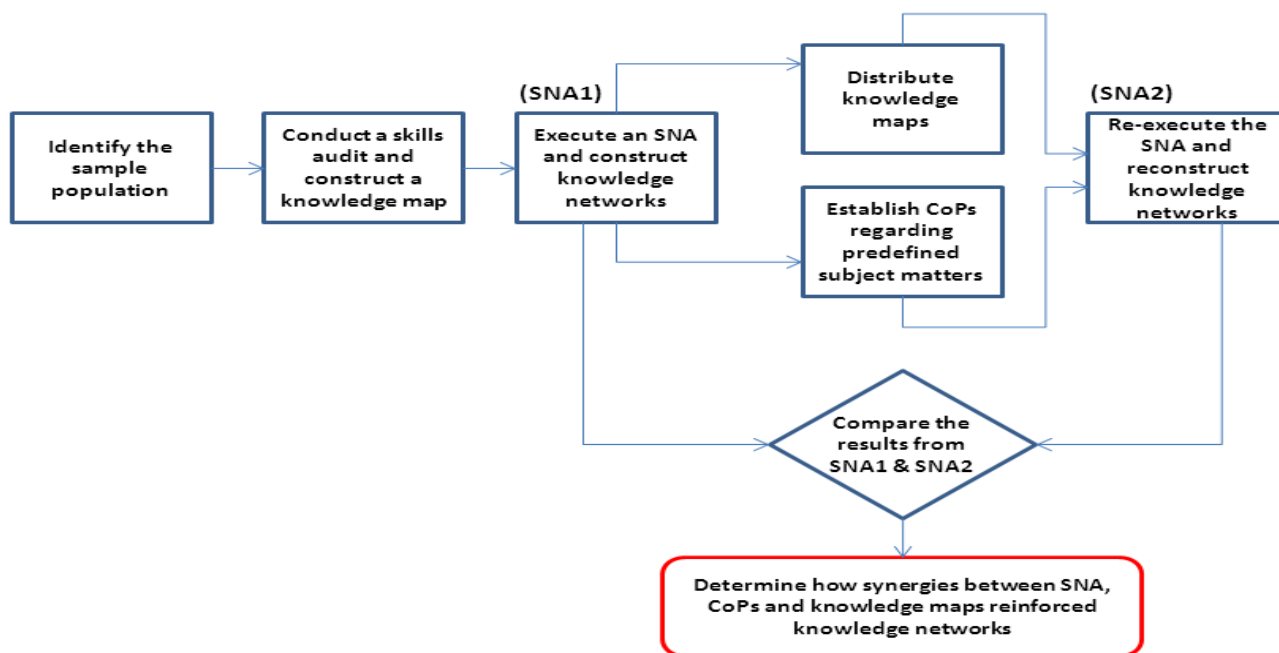 Identify the
sample
population
Conduct a skills
audit and
construct a
knowledge map
(SNA1)
Execute an SNA
and construct
knowledge
networks
Distribute
knowledge
maps
Establish CoPs
regarding
predefined
subject matters
(SNA2)
Re-execute the
SNA and
reconstruct
knowledge
networks
Compare the
results from
SNA1 & SNA2
Determine how synergies between SNA,
CoPs and knowledge maps reinforced
knowledge networks